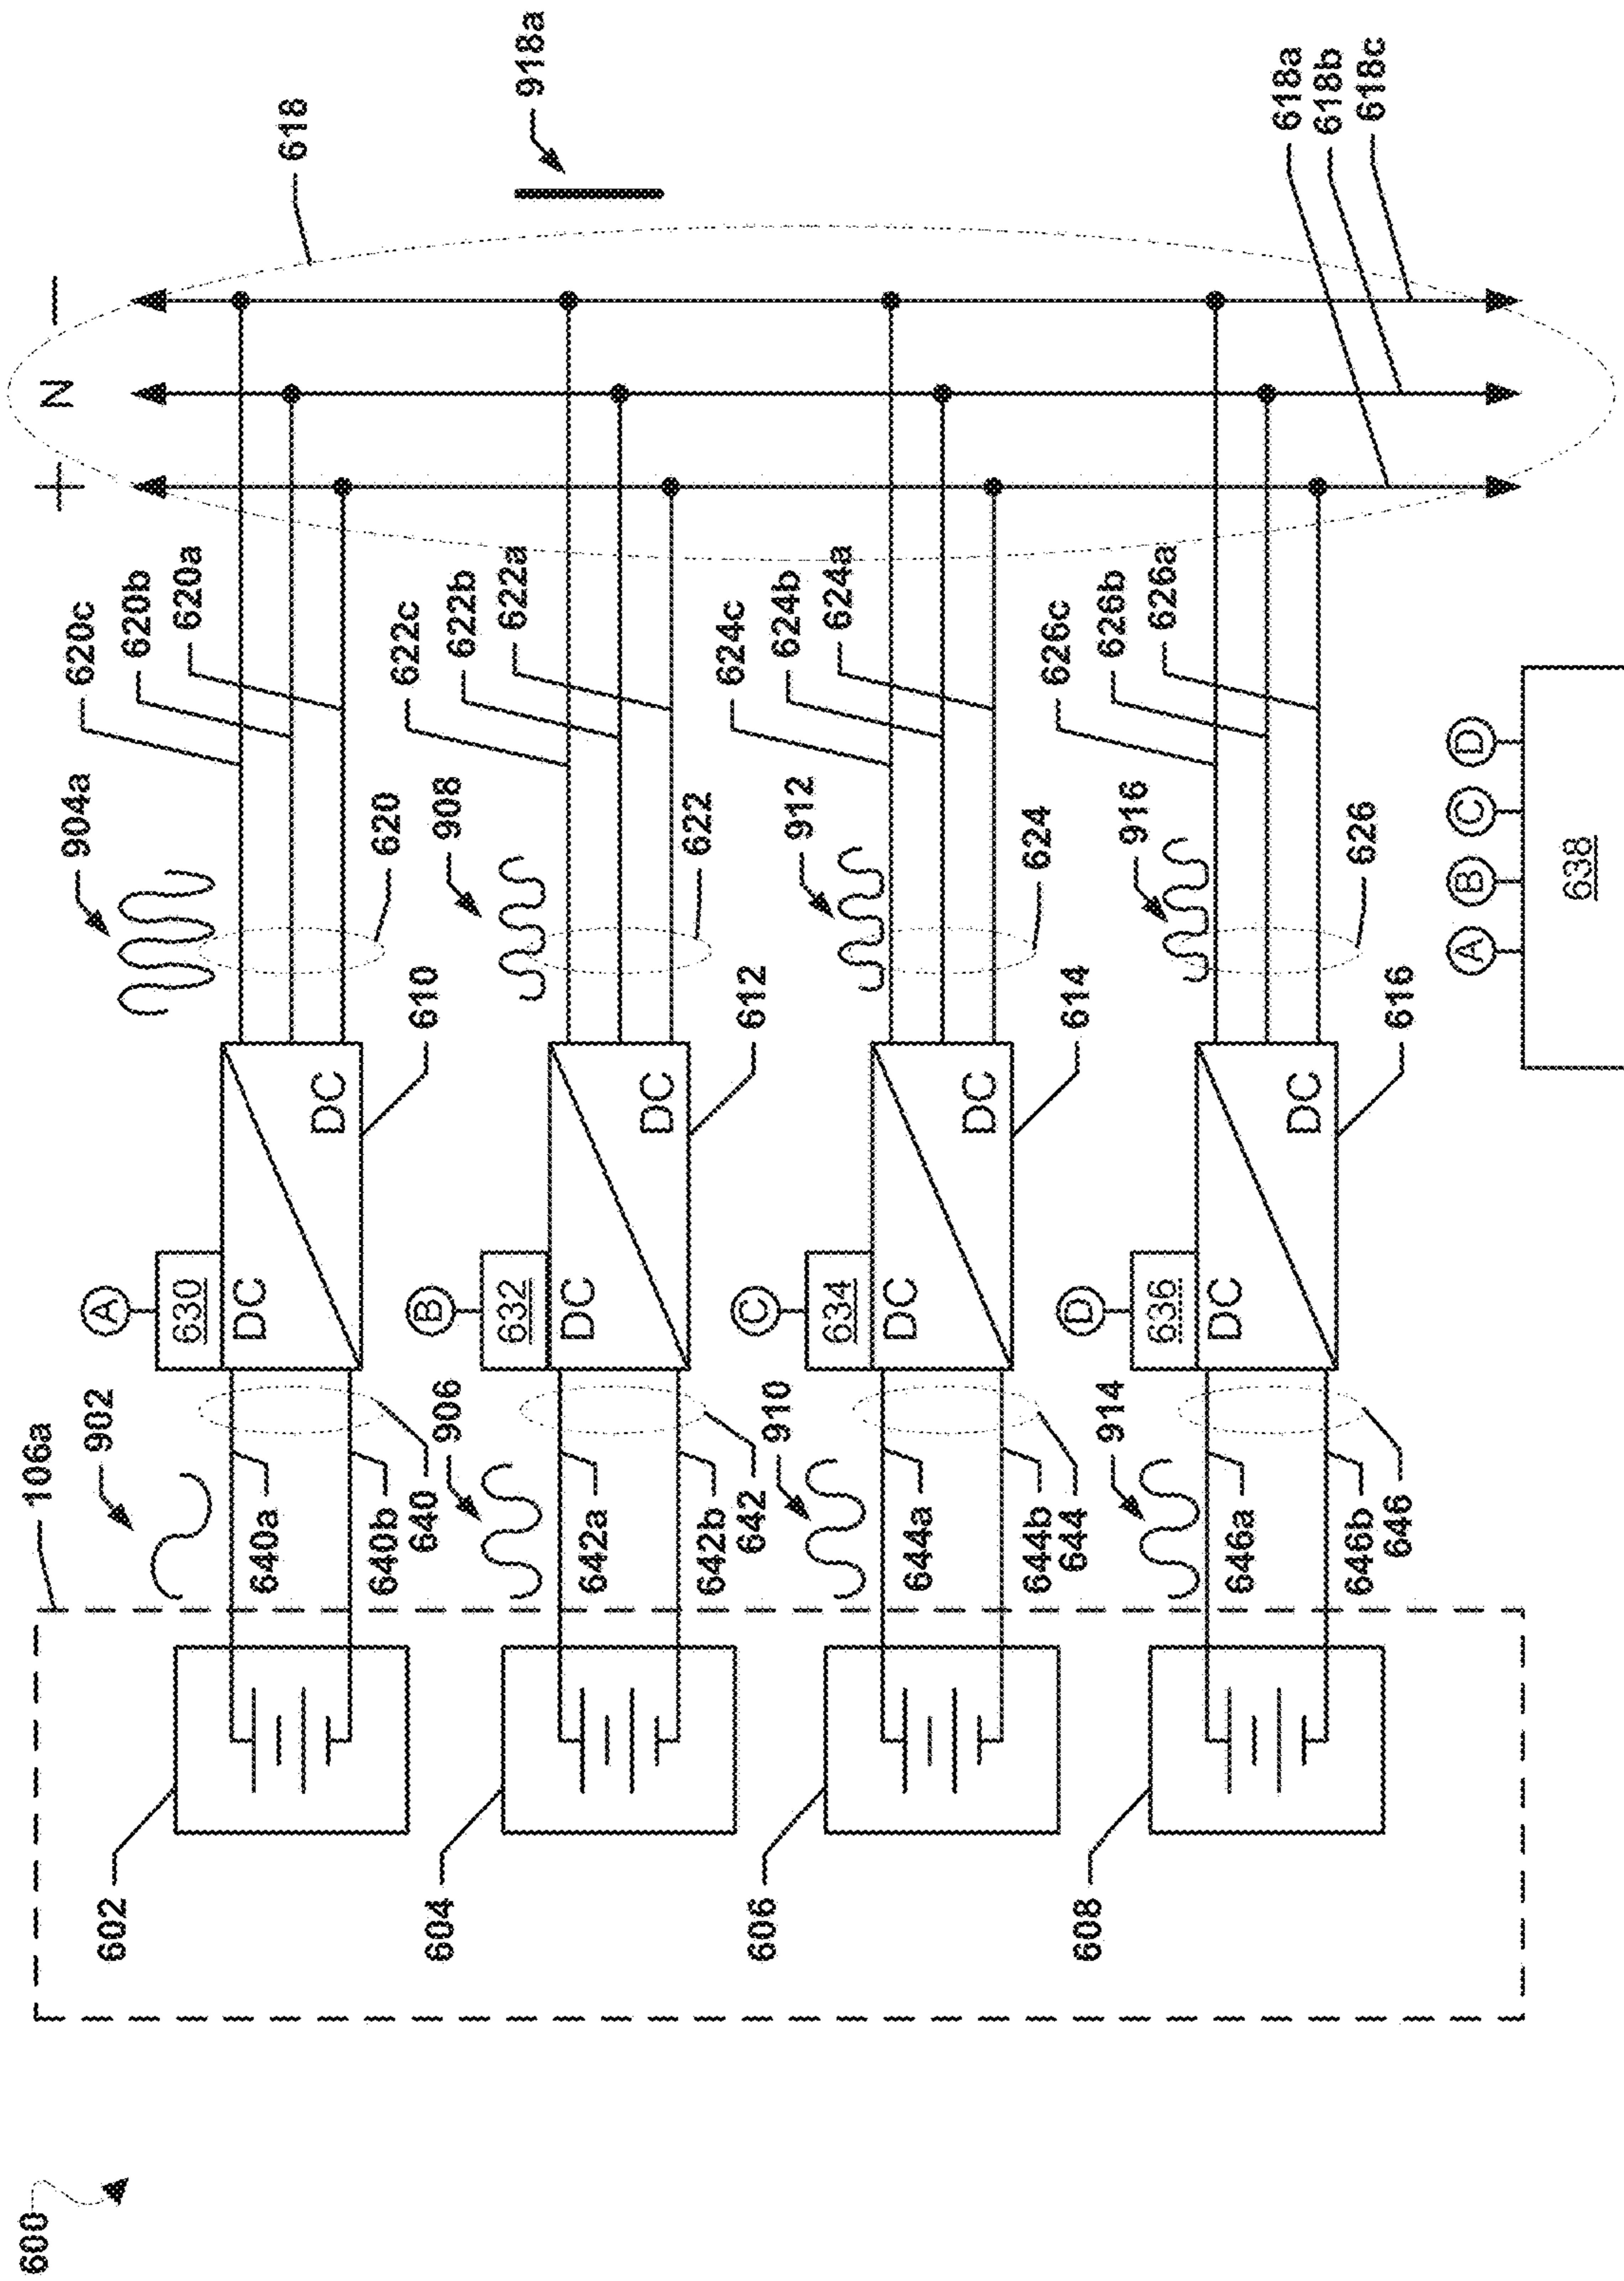 600
106a
602
604
606
608
902
640a
640b
640
906
642a
642b
642
910
644a
644b
644
914
646a
646b
646
A
630
DC
DC
610
B
632
DC
DC
612
C
634
DC
DC
614
D
636
DC
DC
616
904a
620
620c
620b
620a
908
622
622c
622b
622a
912
624
624c
624b
624a
916
626
626c
626b
626a
+
N
−
618
918a
618a
618b
618c
A
B
C
D
638